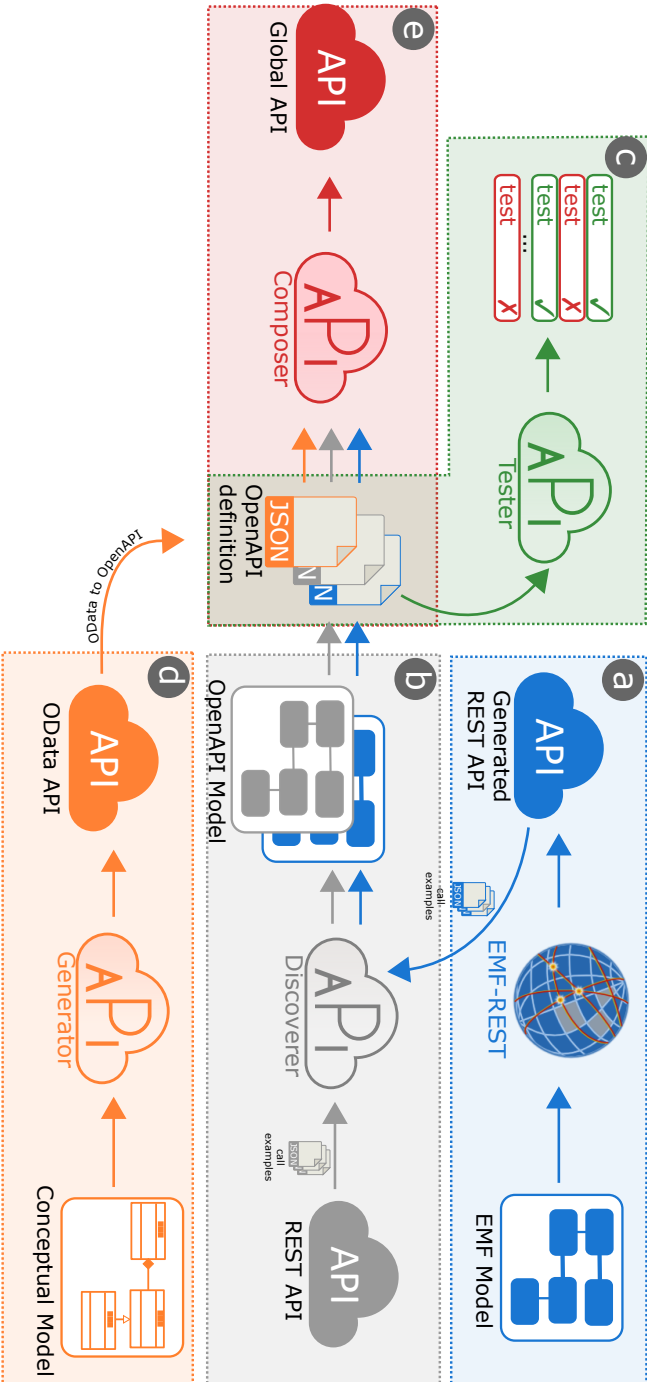 c
test
test
test
...
test
API
Tester
a
API
Generated
REST API
EMF-REST
EMF Model
call
examples
JSON
e
API
Global API
API
Composer
JSON
N
N
OpenAPI
definition
b
OpenAPI Model
API
Discoverer
JSON
call
examples
API
REST API
OData to OpenAPI
d
API
OData API
API
Generator
Conceptual Model